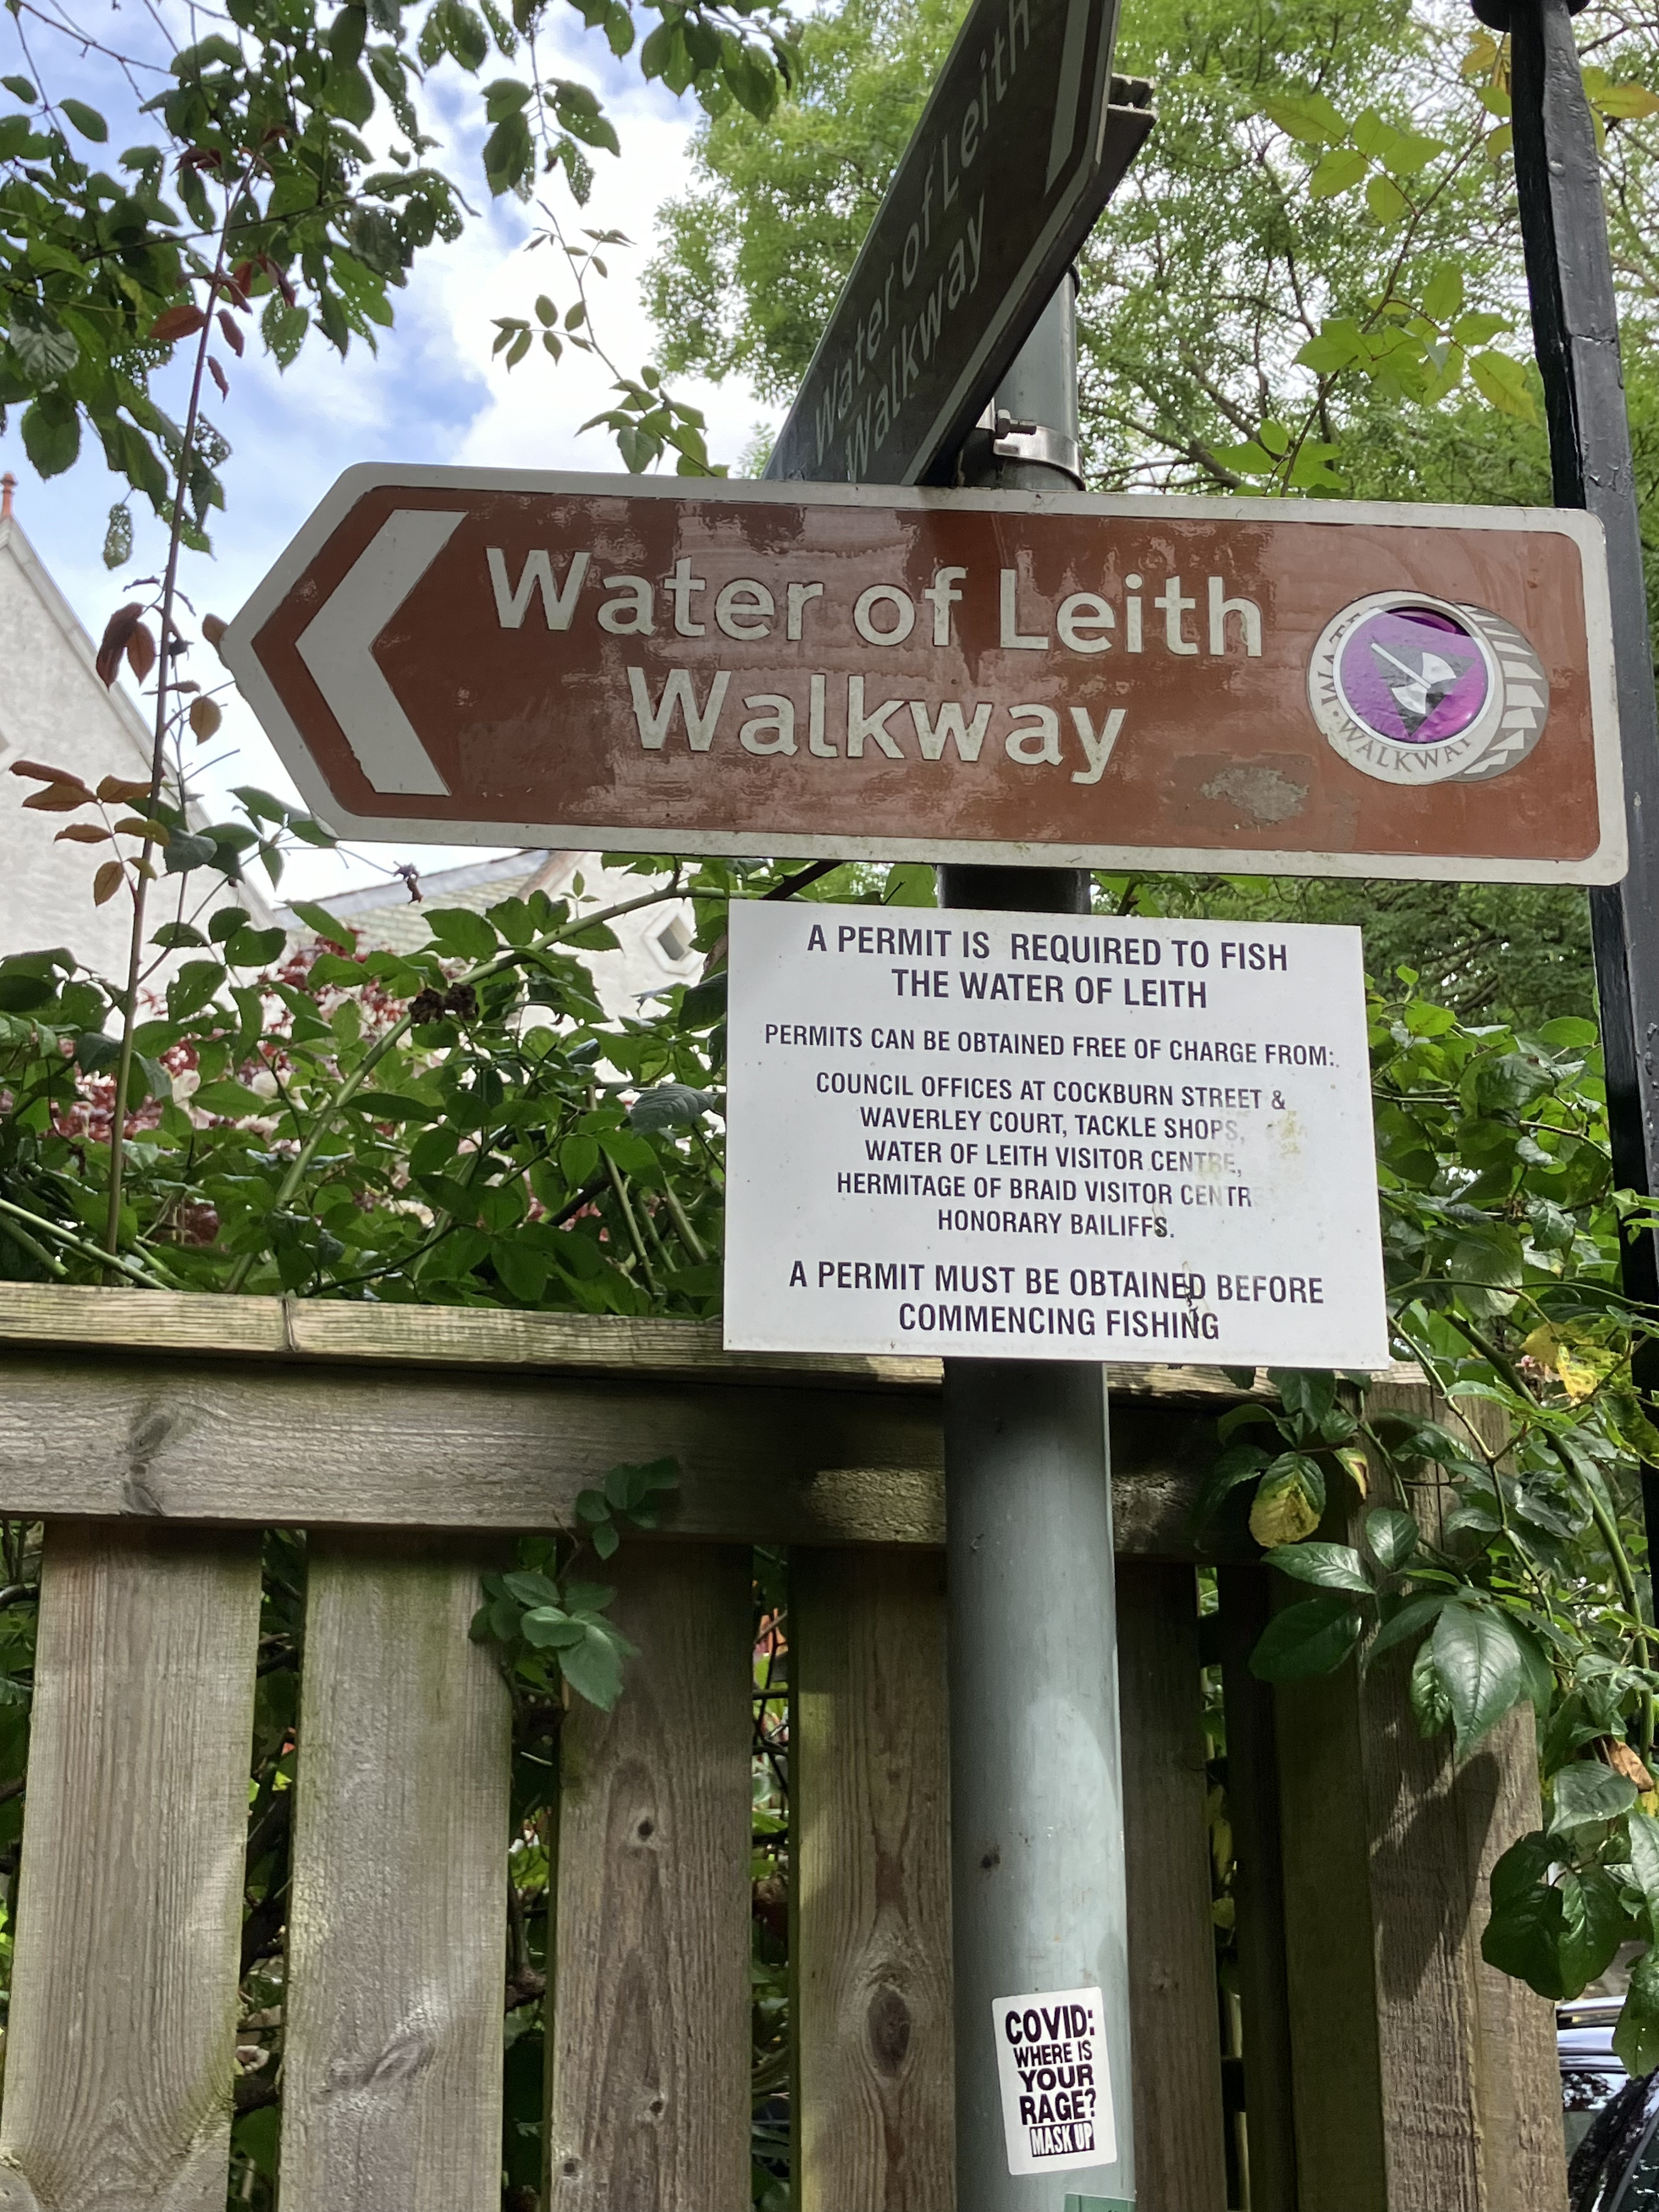 Water of Leith
Walkway
Water of Leith
Walkway
WALKWAY
A PERMIT IS REQUIRED TO FISH
THE WATER OF LEITH
PERMITS CAN BE OBTAINED FREE OF CHARGE FROM:.
COUNCIL OFFICES AT COCKBURN STREET &
WAVERLEY COURT, TACKLE SHOPS,
WATER OF LEITH VISITOR CENTRE,
HERMITAGE OF BRAID VISITOR CENTR
HONORARY BAILIFFS.
A PERMIT MUST BE OBTAINED BEFORE
COMMENCING FISHING
COVID:
WHERE IS
YOUR
RAGE?
MASK UP